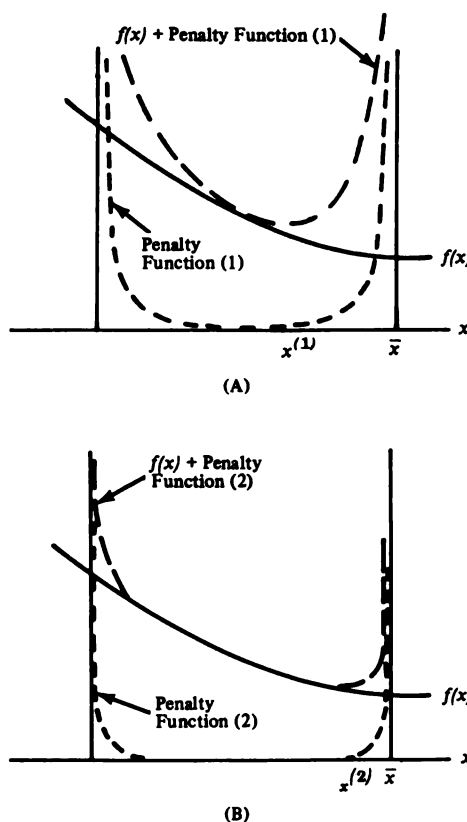 f(x) + Penalty Function (1)
Penalty
Function (1)
f(x)
x
x^(1)
x̄
(A)
f(x) + Penalty
Function (2)
Penalty
Function (2)
f(x)
x
x^(2)
x̄
(B)